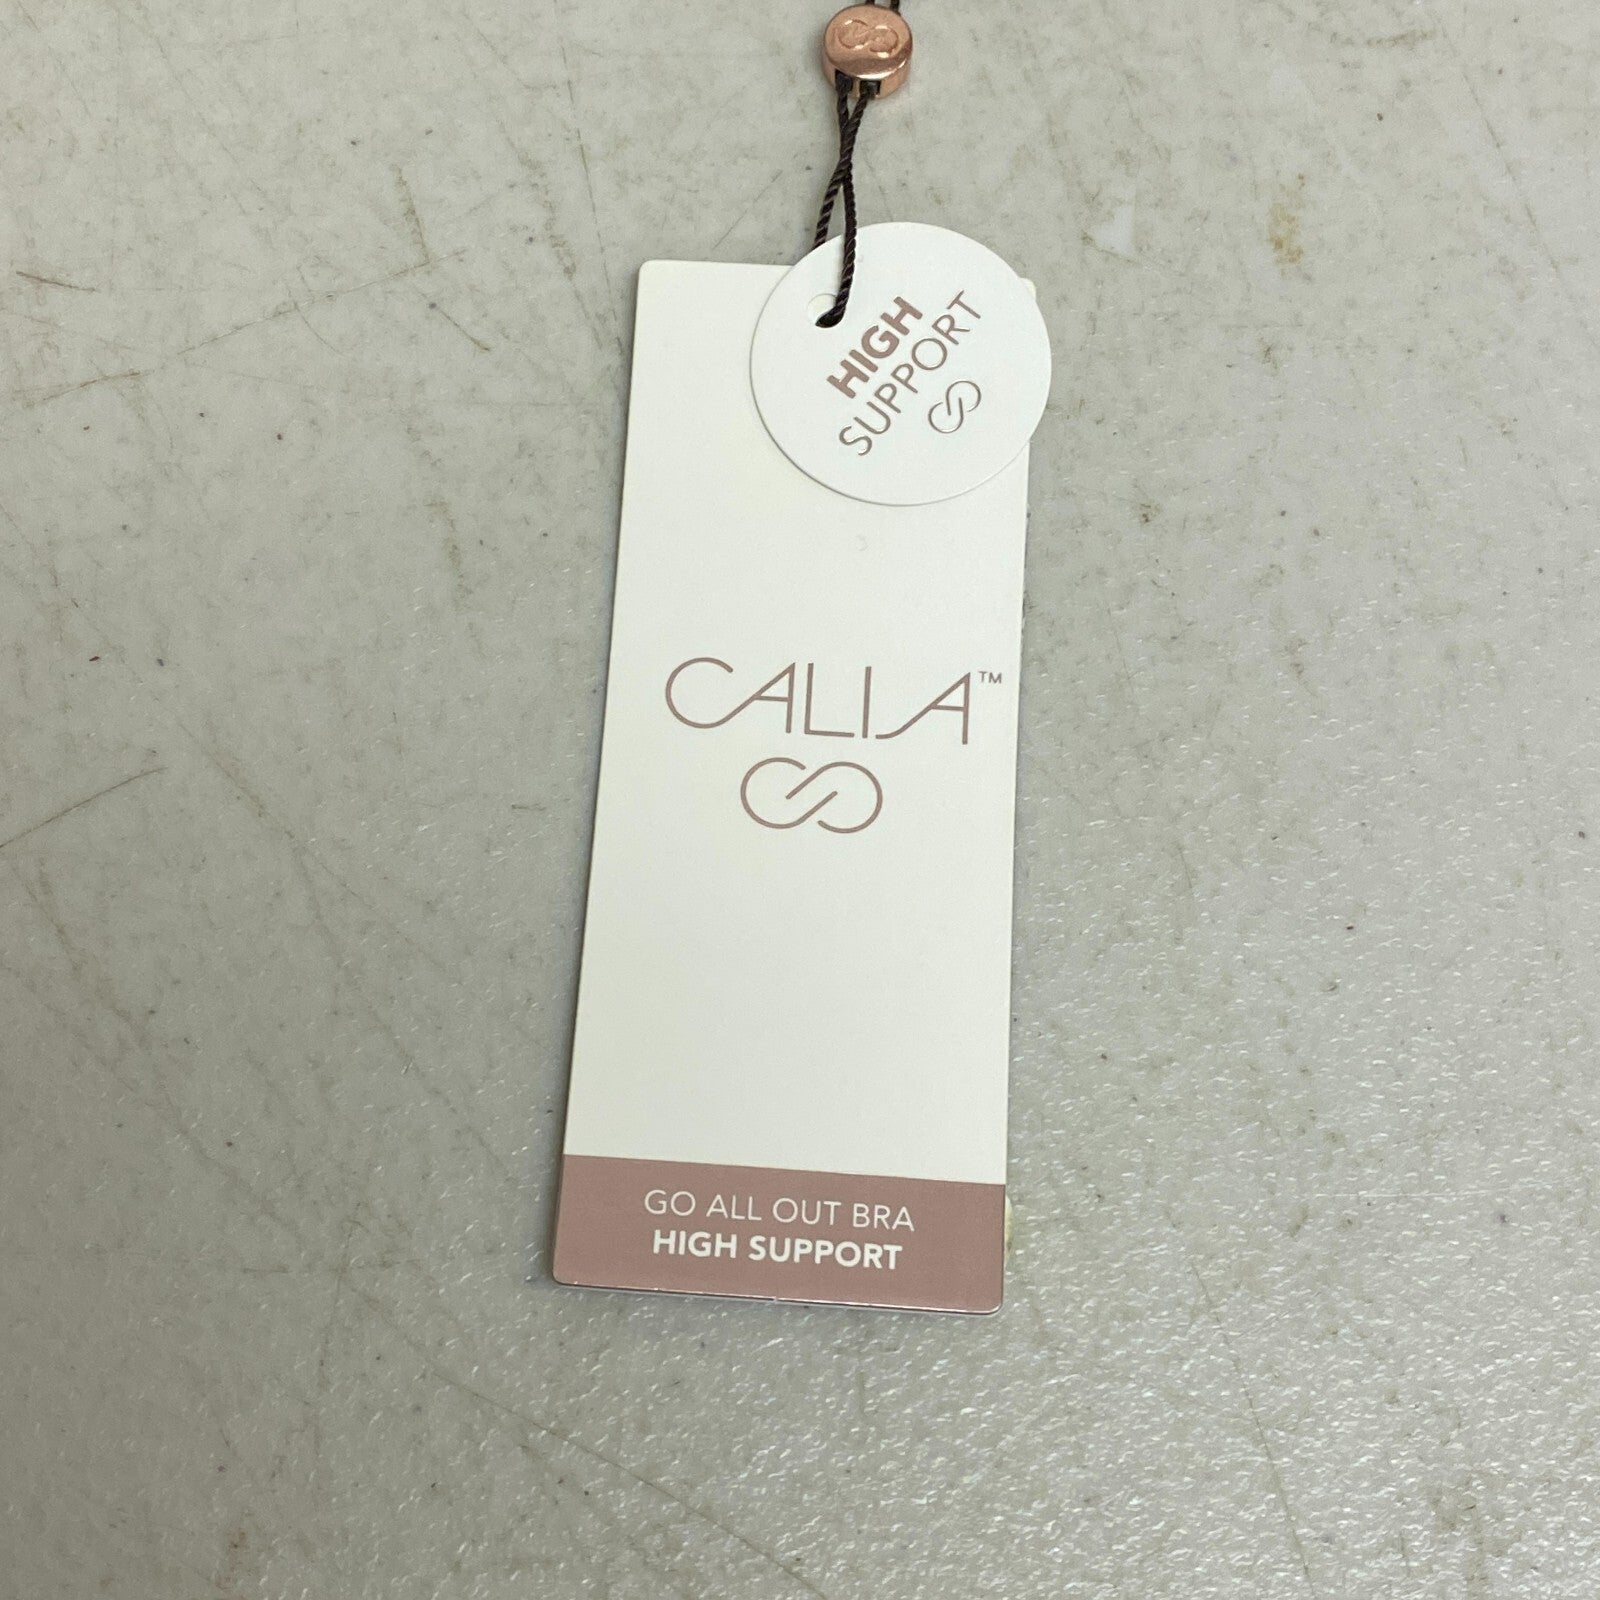 HIGH
SUPPORT
CALIA™
GO ALL OUT BRA
HIGH SUPPORT